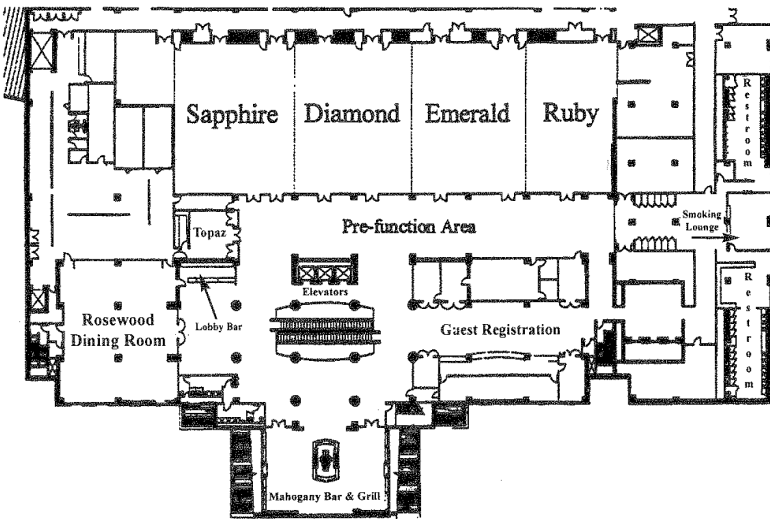 Sapphire
Diamond
Emerald
Ruby
Restroom
Topaz
Pre-function Area
Smoking
Lounge
Elevators
Rosewood
Dining Room
Lobby Bar
Guest Registration
Restroom
Mahogany Bar & Grill